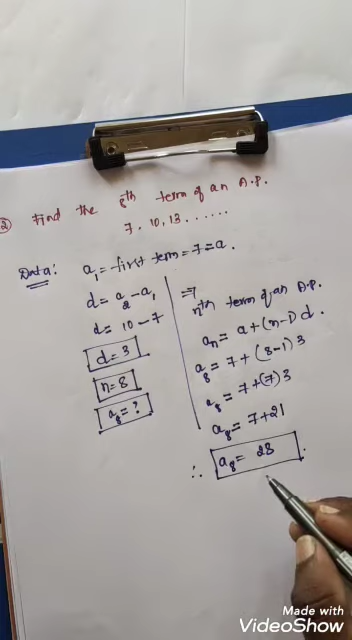 ② Find the 8th term of an A.P.
7, 10, 13.......
Data: a₁ = first term = 7 = a.
d = a₂ - a₁
d = 10 - 7
d = 3
n = 8
a₈ = ?
⇒ nth term of an A.P.
aₙ = a + (n-1) d.
a₈ = 7 + (8-1) 3
a₈ = 7 + (7) 3
a₈ = 7 + 21
∴ a₈ = 28.
Made with
VideoShow